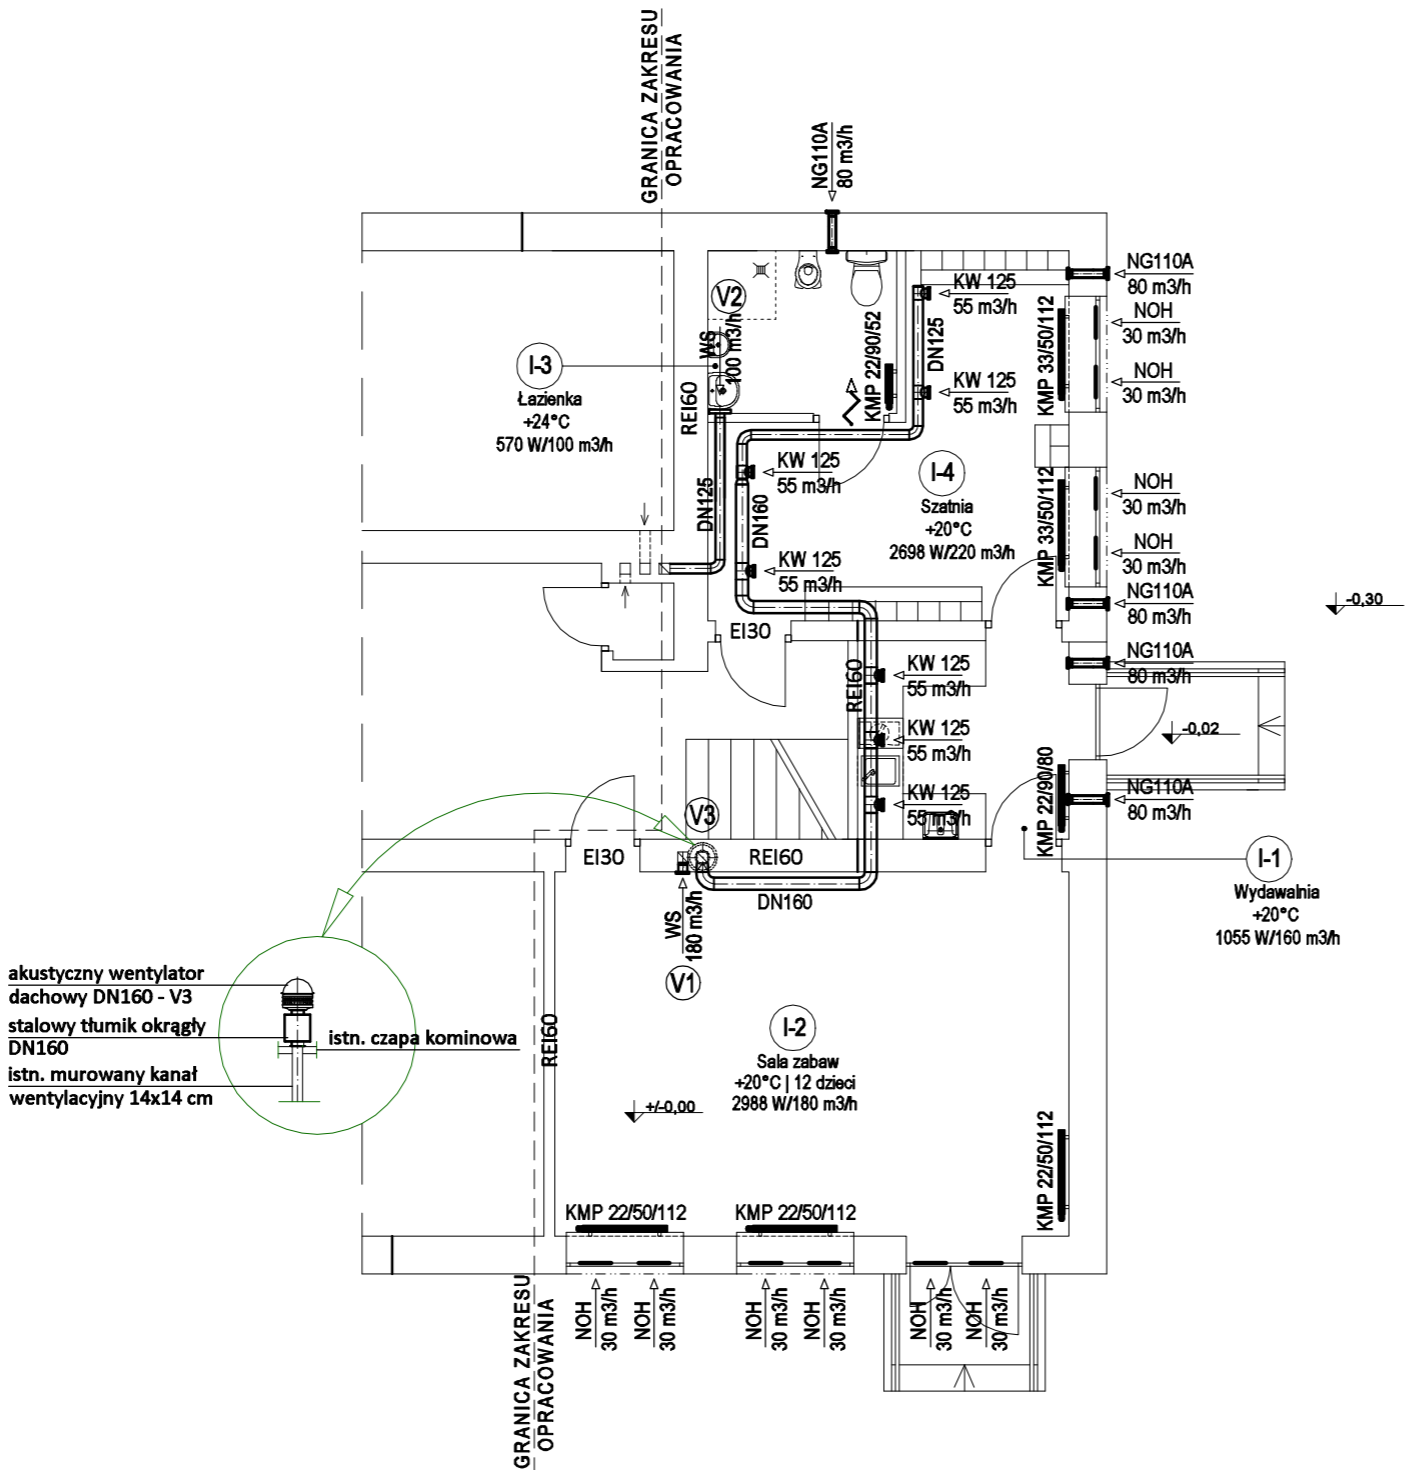 GRANICA ZAKRESU
OPRACOWANIA
NG110A
80 m3/h
NG110A
80 m3/h
KW 125
55 m3/h
V2
WS
100 m3/h
NOH
30 m3/h
KMP 33/50/112
DN125
KMP 22/90/52
I-3
Łazienka
+24°C
570 W/100 m3/h
REI60
KW 125
55 m3/h
NOH
30 m3/h
KW 125
55 m3/h
I-4
Szatnia
+20°C
2698 W/220 m3/h
KMP 33/50/112
NOH
30 m3/h
DN125
DN160
NOH
30 m3/h
KW 125
55 m3/h
NG110A
80 m3/h
-0,30
EI30
REI60
KW 125
55 m3/h
NG110A
80 m3/h
KW 125
55 m3/h
-0,02
KW 125
55 m3/h
KMP 22/90/80
NG110A
80 m3/h
V3
EI30
REI60
DN160
I-1
Wydawalnia
+20°C
1055 W/160 m3/h
WS
180 m3/h
V1
akustyczny wentylator
dachowy DN160 - V3
stalowy tłumik okrągły
DN160
istn. czapa kominowa
istn. murowany kanał
wentylacyjny 14x14 cm
REI60
I-2
Sala zabaw
+20°C | 12 dzieci
2988 W/180 m3/h
+/-0,00
KMP 22/50/112
KMP 22/50/112
KMP 22/50/112
NOH
30 m3/h
NOH
30 m3/h
NOH
30 m3/h
NOH
30 m3/h
NOH
30 m3/h
NOH
30 m3/h
GRANICA ZAKRESU
OPRACOWANIA